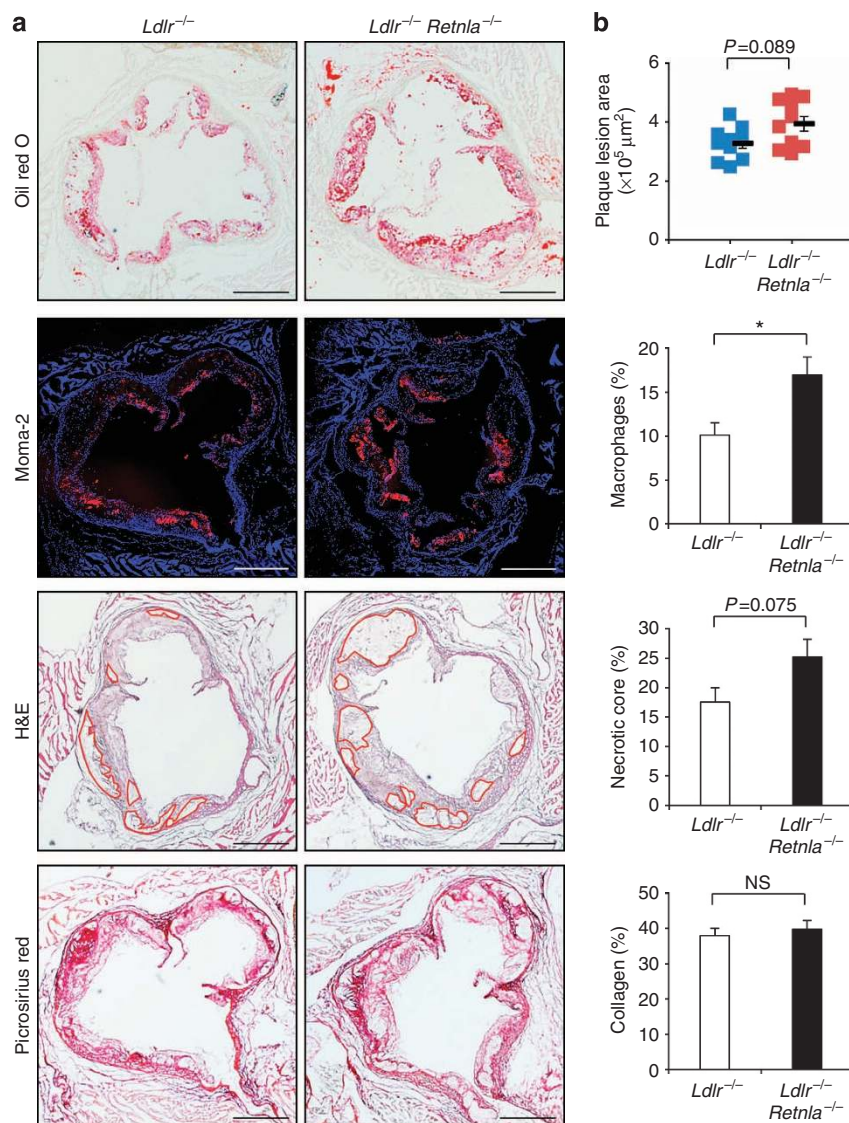 a
Ldlr⁻/⁻
Ldlr⁻/⁻ Retnla⁻/⁻
Oil red O
Moma-2
H&E
Picrosirius red
b
P=0.089
Plaque lesion area
(×10⁵ μm²)
6
4
2
0
Ldlr⁻/⁻
Ldlr⁻/⁻
Retnla⁻/⁻
*
Macrophages (%)
20
15
10
5
0
Ldlr⁻/⁻
Ldlr⁻/⁻
Retnla⁻/⁻
P=0.075
Necrotic core (%)
30
25
20
15
10
5
0
Ldlr⁻/⁻
Ldlr⁻/⁻
Retnla⁻/⁻
NS
Collagen (%)
50
40
30
20
10
0
Ldlr⁻/⁻
Ldlr⁻/⁻
Retnla⁻/⁻